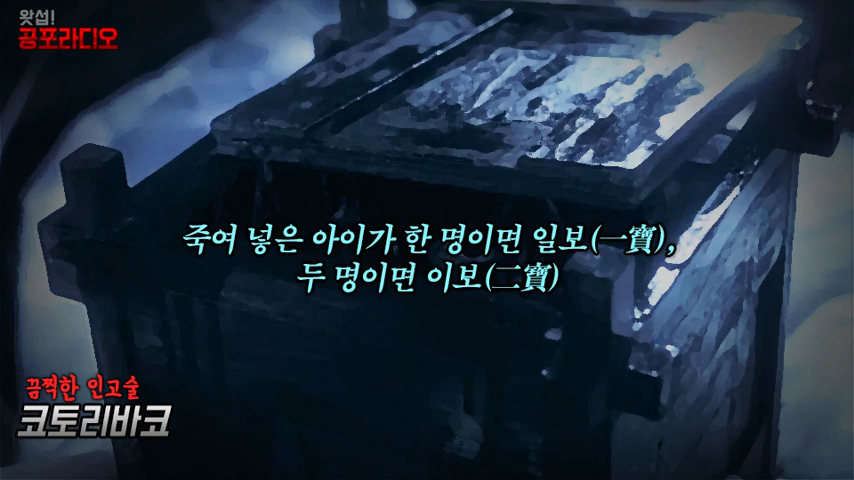 왓섭!
공포라디오
죽여 넣은 아이가 한 명이면 일보(一寶),
두 명이면 이보(二寶)
끔찍한 인고술
코토리바코